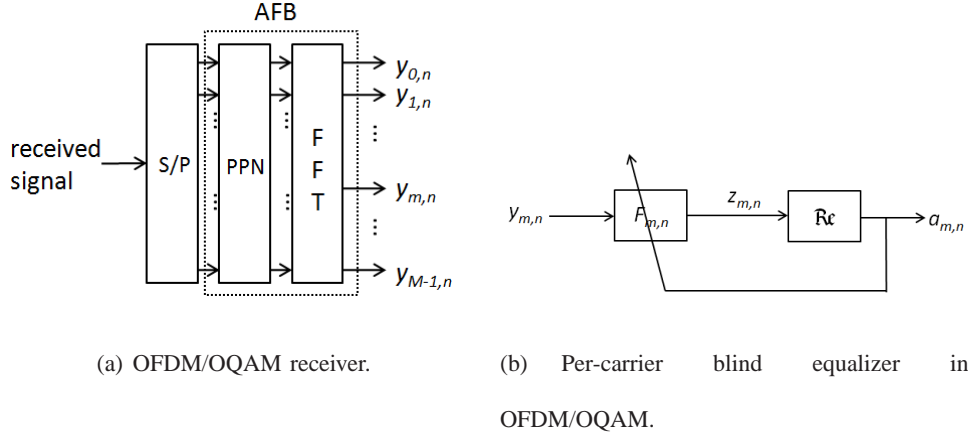 AFB
received
signal
S/P
PPN
F
F
T
y0,n
y1,n
⋮
⋮
⋮
ym,n
⋮
⋮
⋮
yM-1,n
ym,n
Fm,n
zm,n
ℜ𝔢
am,n
(a) OFDM/OQAM receiver.
(b) Per-carrier blind equalizer in
OFDM/OQAM.